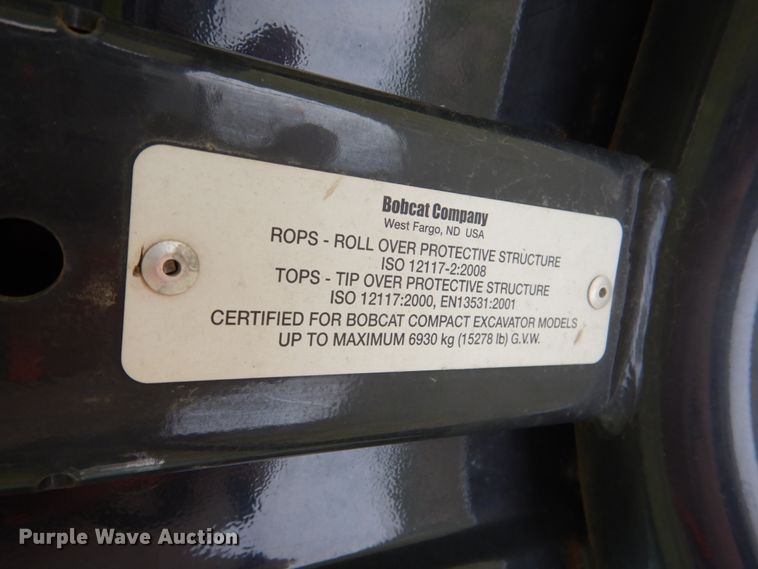 Bobcat Company
West Fargo, ND USA
ROPS - ROLL OVER PROTECTIVE STRUCTURE
ISO 12117-2:2008
TOPS - TIP OVER PROTECTIVE STRUCTURE
ISO 12117:2000, EN13531:2001
CERTIFIED FOR BOBCAT COMPACT EXCAVATOR MODELS
UP TO MAXIMUM 6930 kg (15278 lb) G.V.W.
Purple Wave Auction
purplewave.com